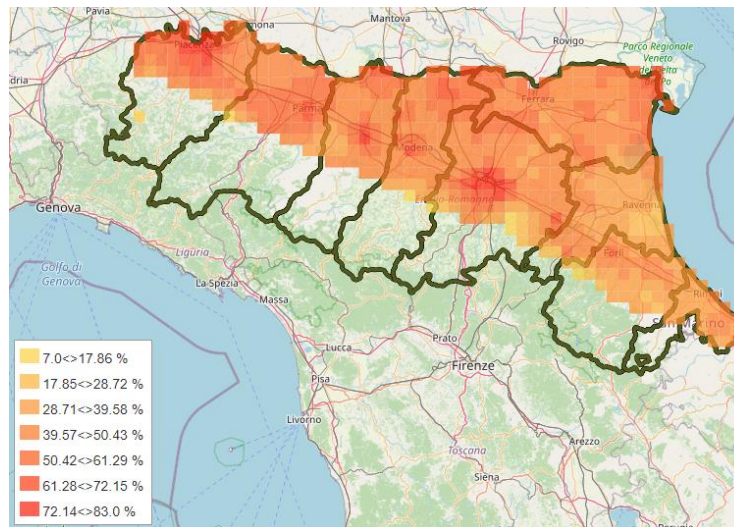 Pavia
Mantova
Rovigo
Piacenza
Parco Regionale
Veneto
Parma
Ferrara
Modena
Genova
Ravenna
Forlì
Golfo di
Genova
Liguria
La Spezia
Massa
Rimini
San Marino
Lucca
Prato
Firenze
Pisa
Livorno
Toscana
Arezzo
Siena
7.0<>17.86 %
17.85<>28.72 %
28.71<>39.58 %
39.57<>50.43 %
50.42<>61.29 %
61.28<>72.15 %
72.14<>83.0 %